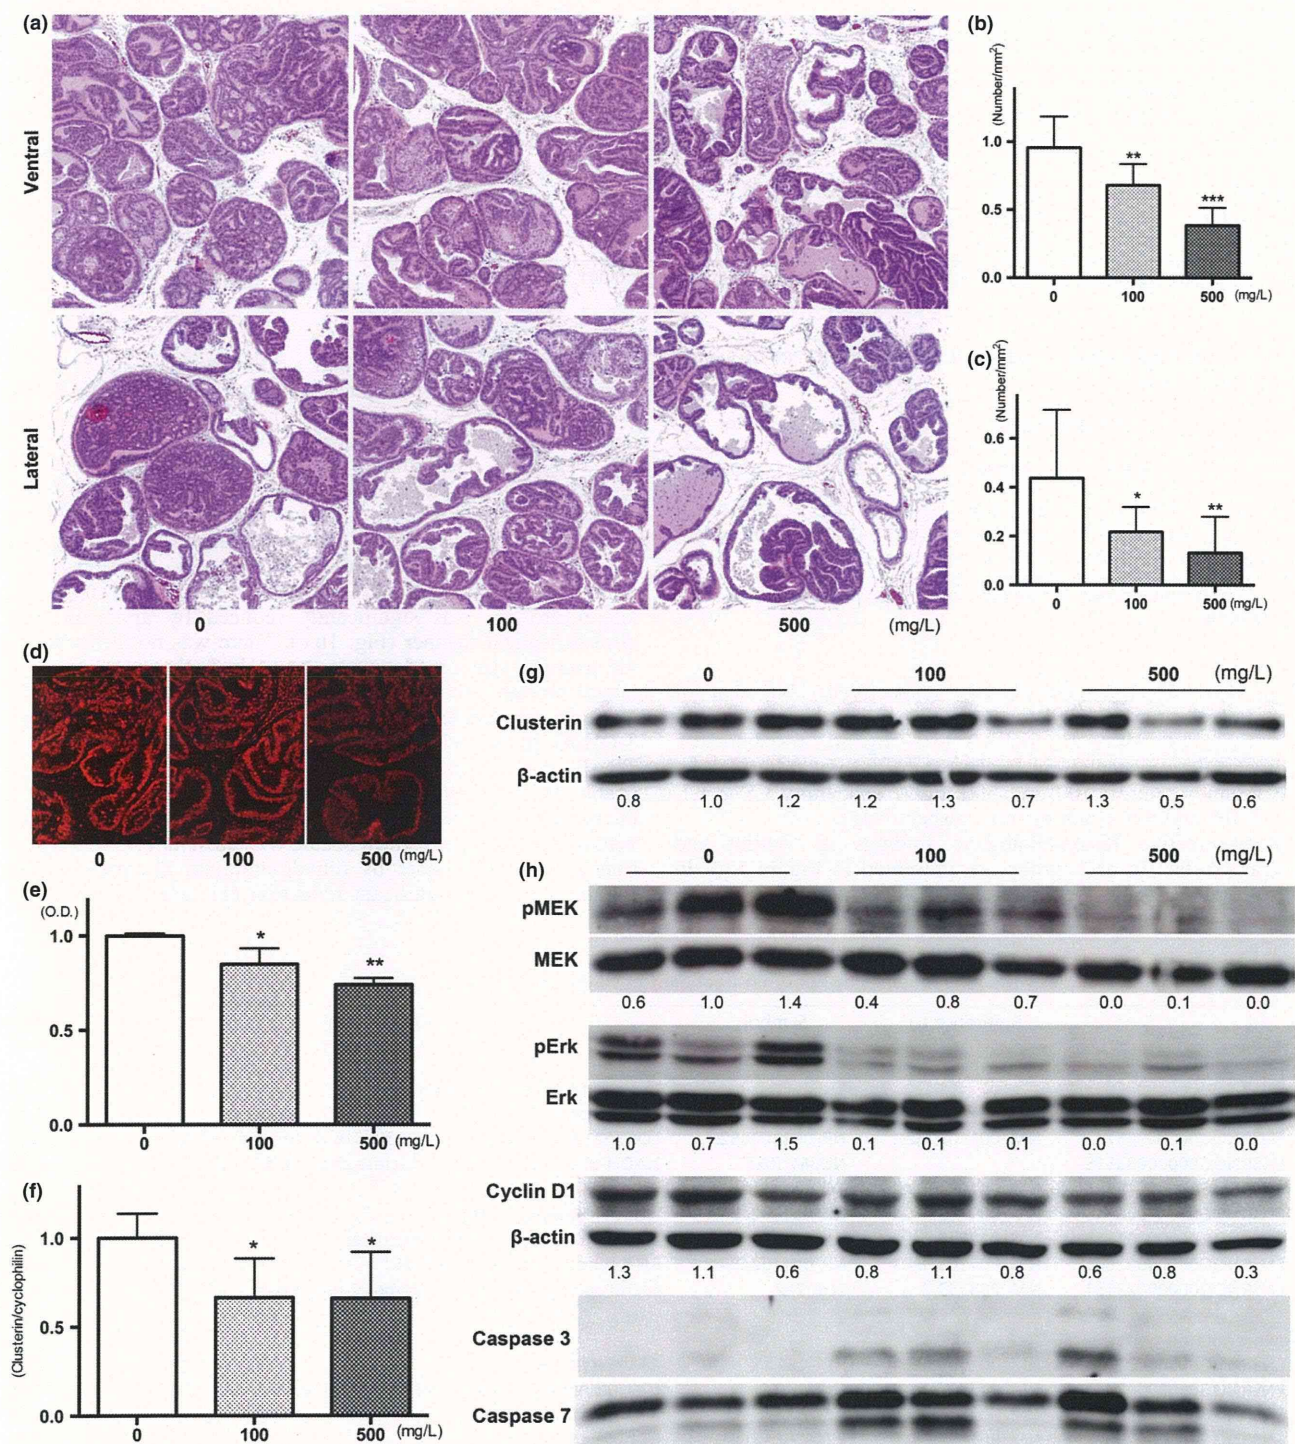 (a)
Ventral
Lateral
0 100 500 (mg/L)
(b)
(Number/mm²)
1.0
**
***
0.5
0.0
0 100 500 (mg/L)
(c)
(Number/mm²)
0.6
0.4
*
**
0.2
0.0
0 100 500 (mg/L)
(d)
0 100 500 (mg/L)
(e)
(O.D.)
1.0
*
**
0.5
0.0
0 100 500 (mg/L)
(f)
(Clusterin/cyclophilin)
1.0
* *
0.5
0.0
0 100 500 (mg/L)
(g)
0 100 500 (mg/L)
Clusterin
β-actin
0.8 1.0 1.2 1.2 1.3 0.7 1.3 0.5 0.6
(h)
0 100 500 (mg/L)
pMEK
MEK
0.6 1.0 1.4 0.4 0.8 0.7 0.0 0.1 0.0
pErk
Erk
1.0 0.7 1.5 0.1 0.1 0.1 0.0 0.1 0.0
Cyclin D1
β-actin
1.3 1.1 0.6 0.8 1.1 0.8 0.6 0.8 0.3
Caspase 3
Caspase 7